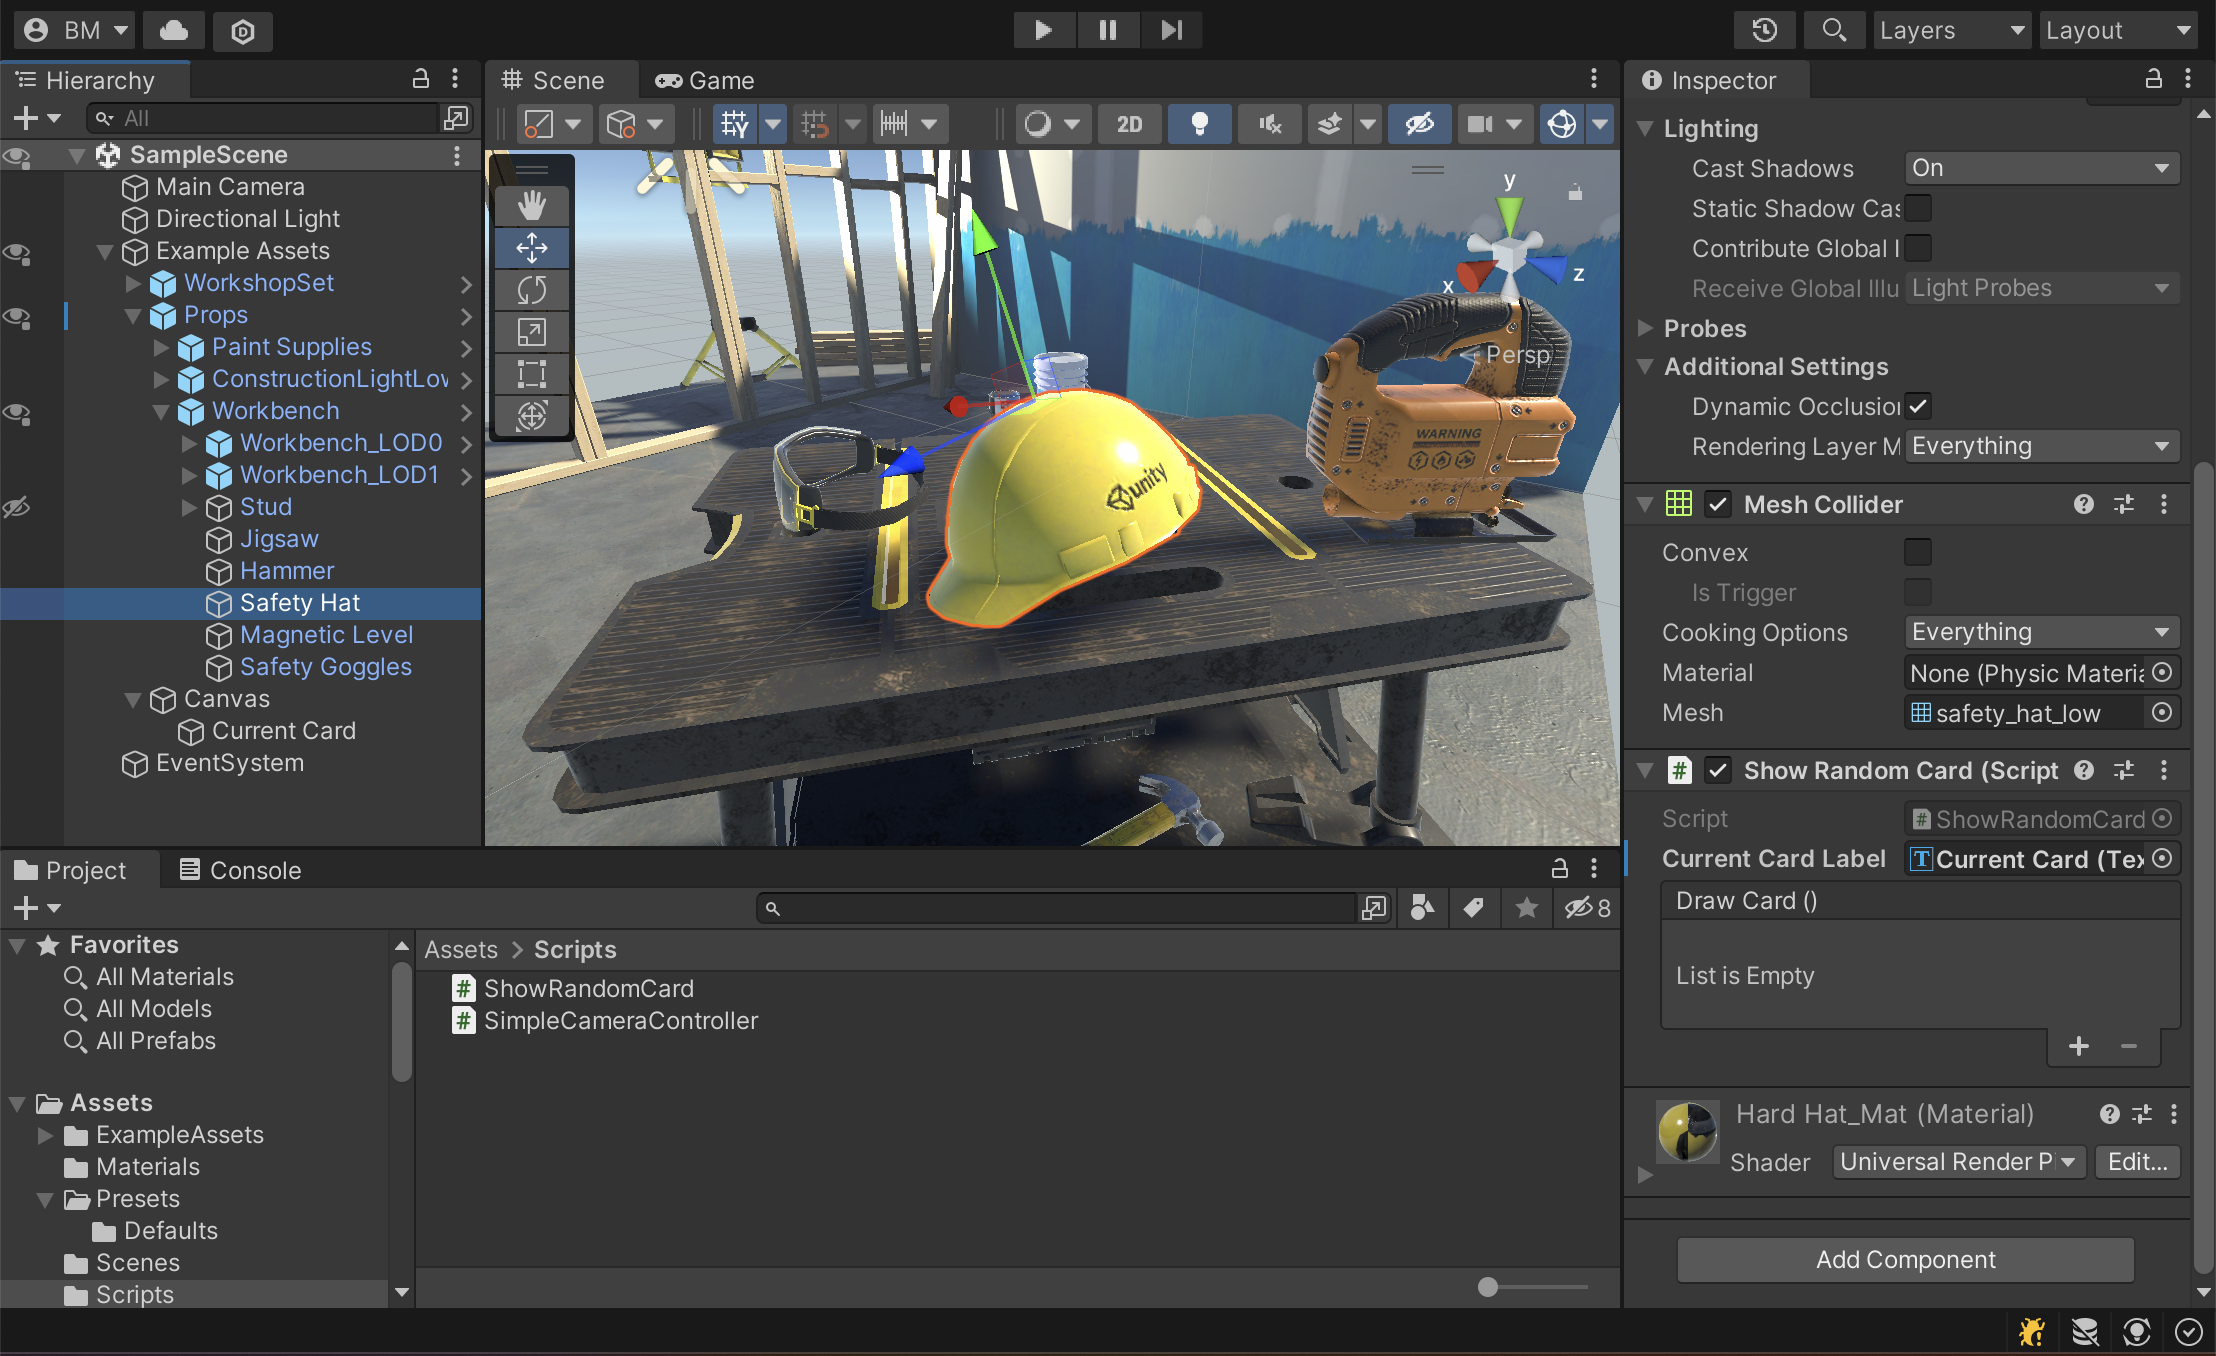 BM
Layers
Layout
Hierarchy
All
SampleScene
Main Camera
Directional Light
Example Assets
WorkshopSet
Props
Paint Supplies
ConstructionLightLow
Workbench
Workbench_LOD0
Workbench_LOD1
Stud
Jigsaw
Hammer
Safety Hat
Magnetic Level
Safety Goggles
Canvas
Current Card
EventSystem
Scene
Game
2D
y
x
z
Persp
WARNING
unity
Project
Console
8
Favorites
All Materials
All Models
All Prefabs
Assets
ExampleAssets
Materials
Presets
Defaults
Scenes
Scripts
Assets > Scripts
ShowRandomCard
SimpleCameraController
Inspector
Lighting
Cast Shadows On
Static Shadow Cas
Contribute Global I
Receive Global Illu Light Probes
Probes
Additional Settings
Dynamic Occlusion
Rendering Layer M Everything
Mesh Collider
Convex
Is Trigger
Cooking Options Everything
Material None (Physic Materia
Mesh safety_hat_low
Show Random Card (Script
Script ShowRandomCard
Current Card Label Current Card (Tex
Draw Card ()
List is Empty
Hard Hat_Mat (Material)
Shader Universal Render Pi Edit...
Add Component